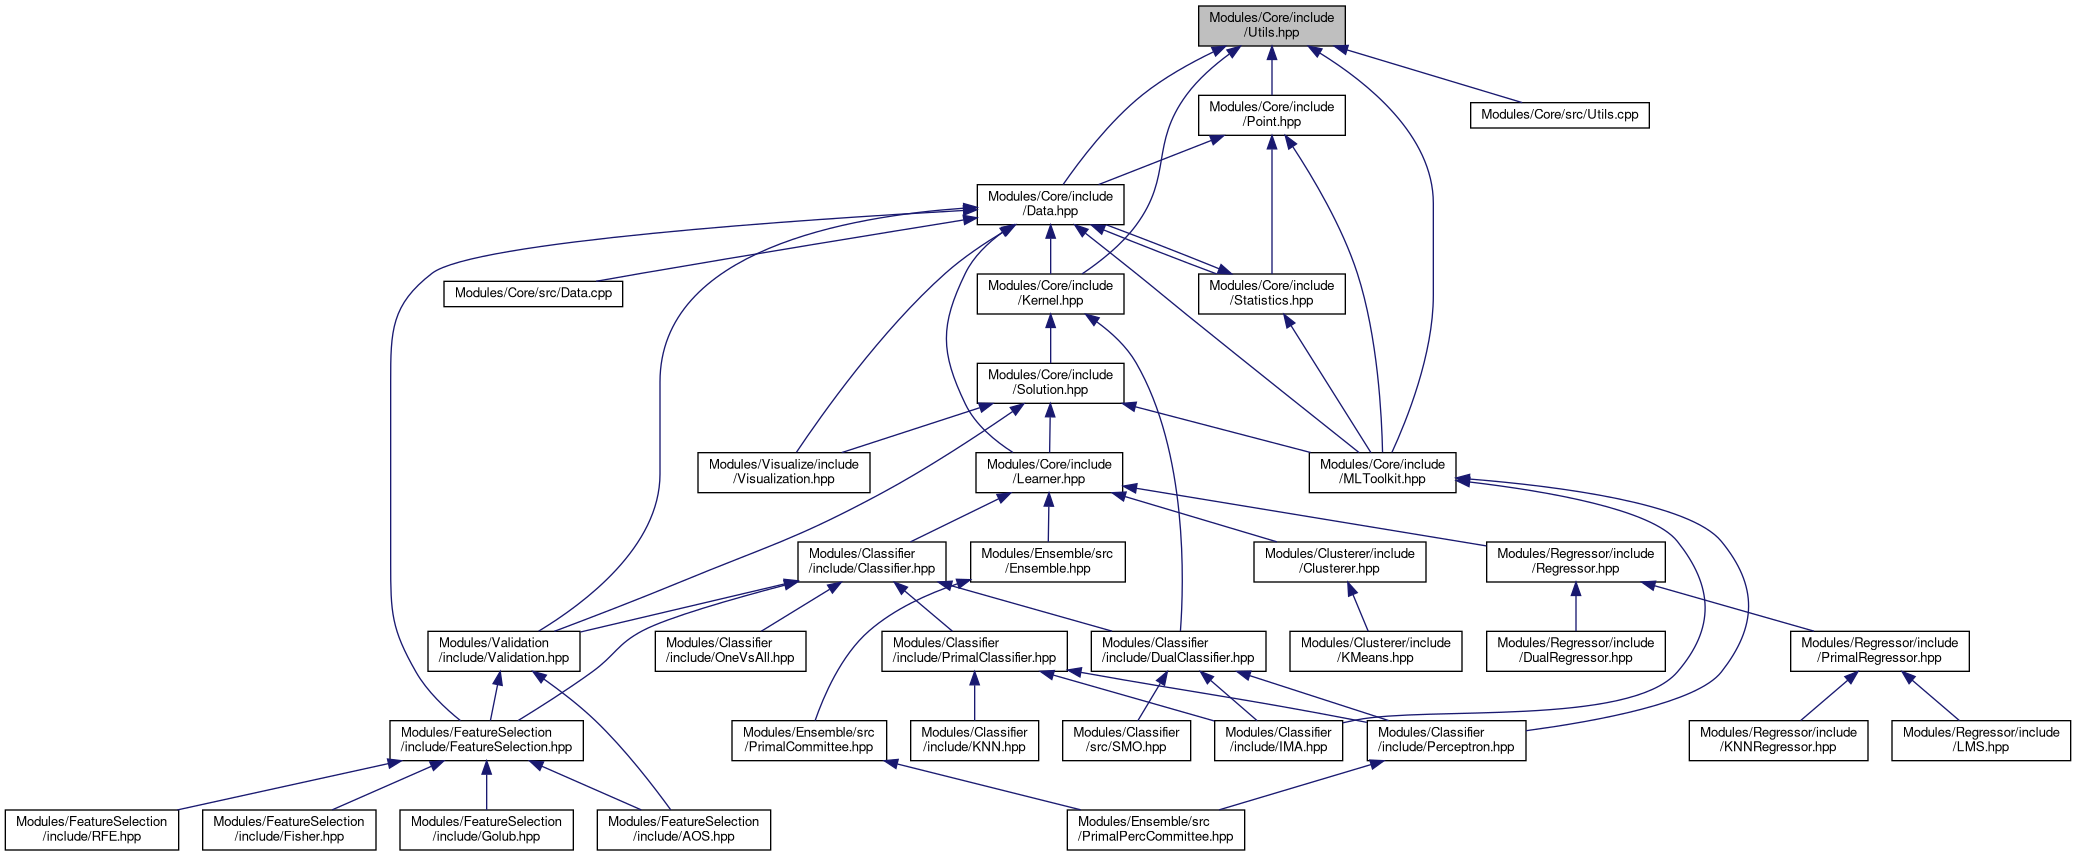 Modules/Core/include
/Utils.hpp
Modules/Core/include
/Point.hpp
Modules/Core/src/Utils.cpp
Modules/Core/include
/Data.hpp
Modules/Core/src/Data.cpp
Modules/Core/include
/Kernel.hpp
Modules/Core/include
/Statistics.hpp
Modules/Core/include
/Solution.hpp
Modules/Visualize/include
/Visualization.hpp
Modules/Core/include
/Learner.hpp
Modules/Core/include
/MLToolkit.hpp
Modules/Classifier
/include/Classifier.hpp
Modules/Ensemble/src
/Ensemble.hpp
Modules/Clusterer/include
/Clusterer.hpp
Modules/Regressor/include
/Regressor.hpp
Modules/Validation
/include/Validation.hpp
Modules/Classifier
/include/OneVsAll.hpp
Modules/Classifier
/include/PrimalClassifier.hpp
Modules/Classifier
/include/DualClassifier.hpp
Modules/Clusterer/include
/KMeans.hpp
Modules/Regressor/include
/DualRegressor.hpp
Modules/Regressor/include
/PrimalRegressor.hpp
Modules/FeatureSelection
/include/FeatureSelection.hpp
Modules/Ensemble/src
/PrimalCommittee.hpp
Modules/Classifier
/include/KNN.hpp
Modules/Classifier
/src/SMO.hpp
Modules/Classifier
/include/IMA.hpp
Modules/Classifier
/include/Perceptron.hpp
Modules/Regressor/include
/KNNRegressor.hpp
Modules/Regressor/include
/LMS.hpp
Modules/FeatureSelection
/include/RFE.hpp
Modules/FeatureSelection
/include/Fisher.hpp
Modules/FeatureSelection
/include/Golub.hpp
Modules/FeatureSelection
/include/AOS.hpp
Modules/Ensemble/src
/PrimalPercCommittee.hpp